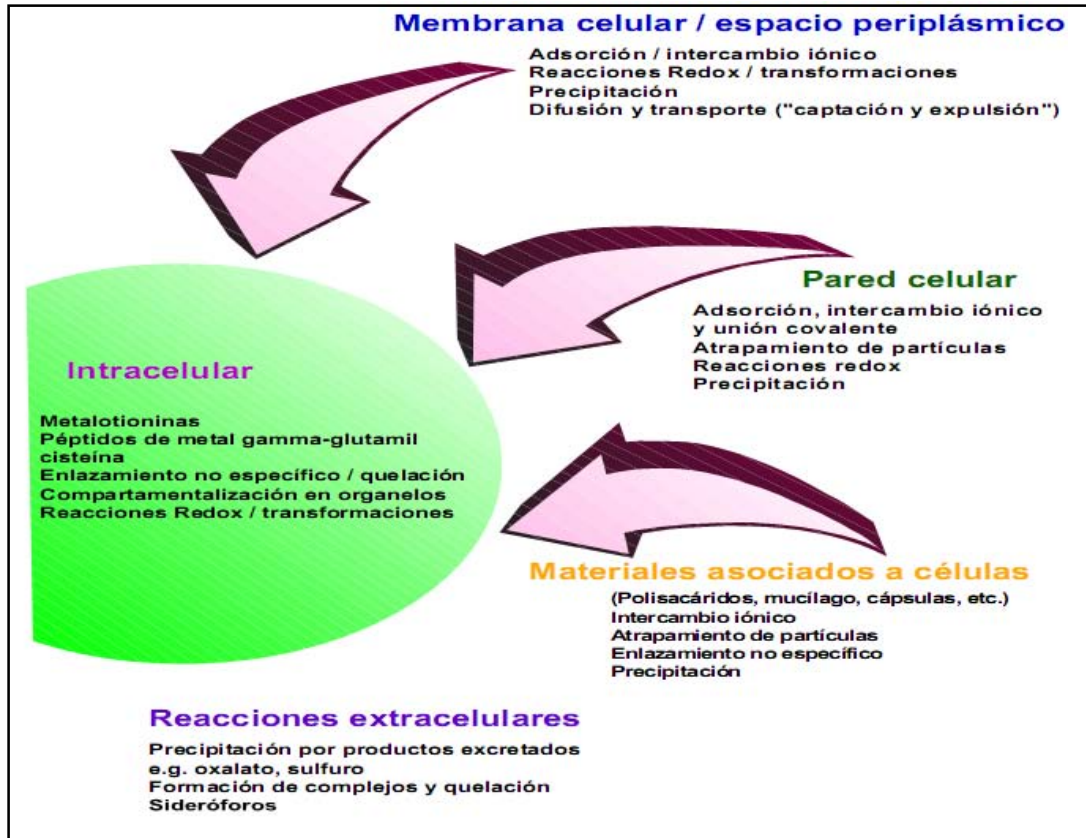 Membrana celular / espacio periplásmico
Adsorción / intercambio iónico
Reacciones Redox / transformaciones
Precipitación
Difusión y transporte ("captación y expulsión")
Pared celular
Adsorción, intercambio iónico
y unión covalente
Atrapamiento de partículas
Reacciones redox
Precipitación
Intracelular
Metalotioninas
Péptidos de metal gamma-glutamil
cisteína
Enlazamiento no específico / quelación
Compartamentalización en organelos
Reacciones Redox / transformaciones
Materiales asociados a células
(Polisacáridos, mucílago, cápsulas, etc.)
Intercambio iónico
Atrapamiento de partículas
Enlazamiento no específico
Precipitación
Reacciones extracelulares
Precipitación por productos excretados
e.g. oxalato, sulfuro
Formación de complejos y quelación
Sideróforos